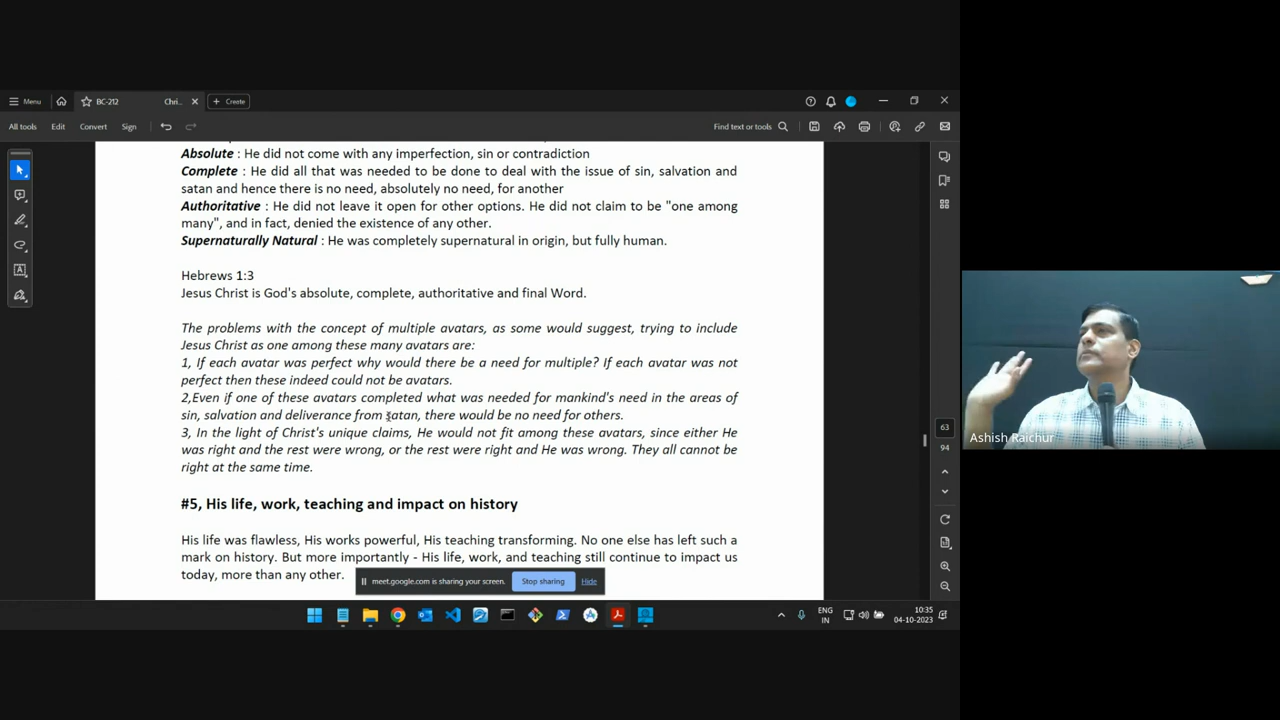 Menu
BC-212 Chri...
Create
All tools Edit Convert Sign Find text or tools
Absolute : He did not come with any imperfection, sin or contradiction
Complete : He did all that was needed to be done to deal with the issue of sin, salvation and
satan and hence there is no need, absolutely no need, for another
Authoritative : He did not leave it open for other options. He did not claim to be "one among
many", and in fact, denied the existence of any other.
Supernaturally Natural : He was completely supernatural in origin, but fully human.
Hebrews 1:3
Jesus Christ is God's absolute, complete, authoritative and final Word.
The problems with the concept of multiple avatars, as some would suggest, trying to include
Jesus Christ as one among these many avatars are:
1, If each avatar was perfect why would there be a need for multiple? If each avatar was not
perfect then these indeed could not be avatars.
2,Even if one of these avatars completed what was needed for mankind's need in the areas of
sin, salvation and deliverance from satan, there would be no need for others.
3, In the light of Christ's unique claims, He would not fit among these avatars, since either He
was right and the rest were wrong, or the rest were right and He was wrong. They all cannot be
right at the same time.
#5, His life, work, teaching and impact on history
His life was flawless, His works powerful, His teaching transforming. No one else has left such a
mark on history. But more importantly - His life, work, and teaching still continue to impact us
today, more than any other.
63
94
meet.google.com is sharing your screen. Stop sharing Hide
ENG
IN
10:35
04-10-2023
Ashish Raichur